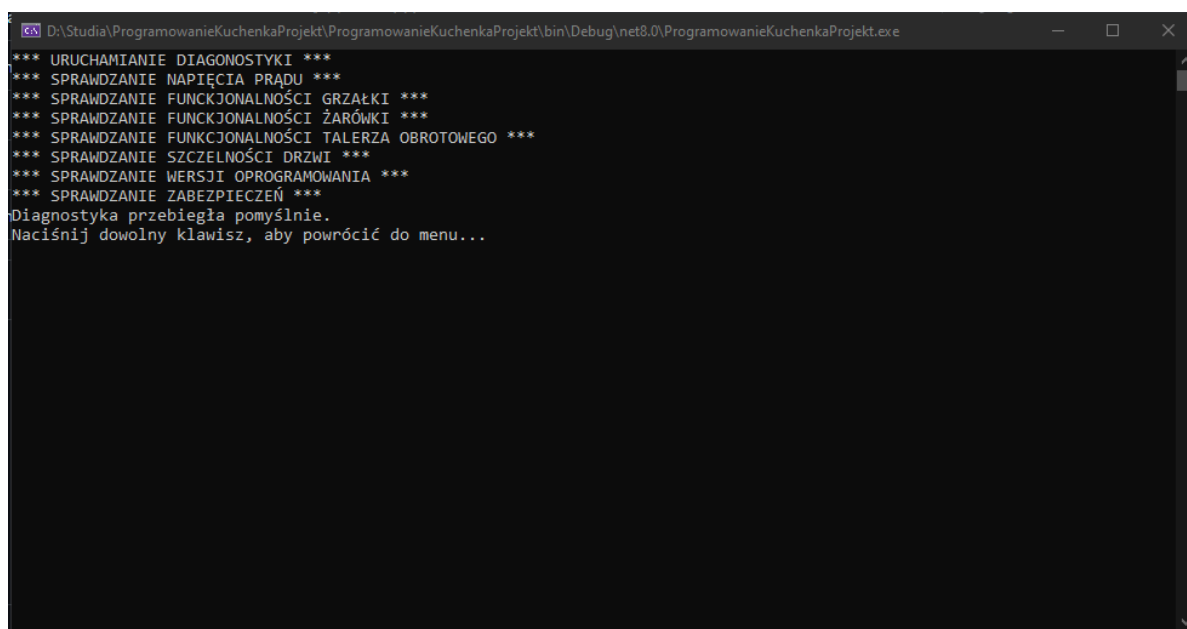 D:\Studia\ProgramowanieKuchenkaProjekt\ProgramowanieKuchenkaProjekt\bin\Debug\net8.0\ProgramowanieKuchenkaProjekt.exe
*** URUCHAMIANIE DIAGONOSTYKI ***
*** SPRAWDZANIE NAPIĘCIA PRĄDU ***
*** SPRAWDZANIE FUNCKJONALNOŚCI GRZAŁKI ***
*** SPRAWDZANIE FUNCKJONALNOŚCI ŻARÓWKI ***
*** SPRAWDZANIE FUNKCJONALNOŚCI TALERZA OBROTOWEGO ***
*** SPRAWDZANIE SZCZELNOŚCI DRZWI ***
*** SPRAWDZANIE WERSJI OPROGRAMOWANIA ***
*** SPRAWDZANIE ZABEZPIECZEŃ ***
Diagnostyka przebiegła pomyślnie.
Naciśnij dowolny klawisz, aby powrócić do menu...